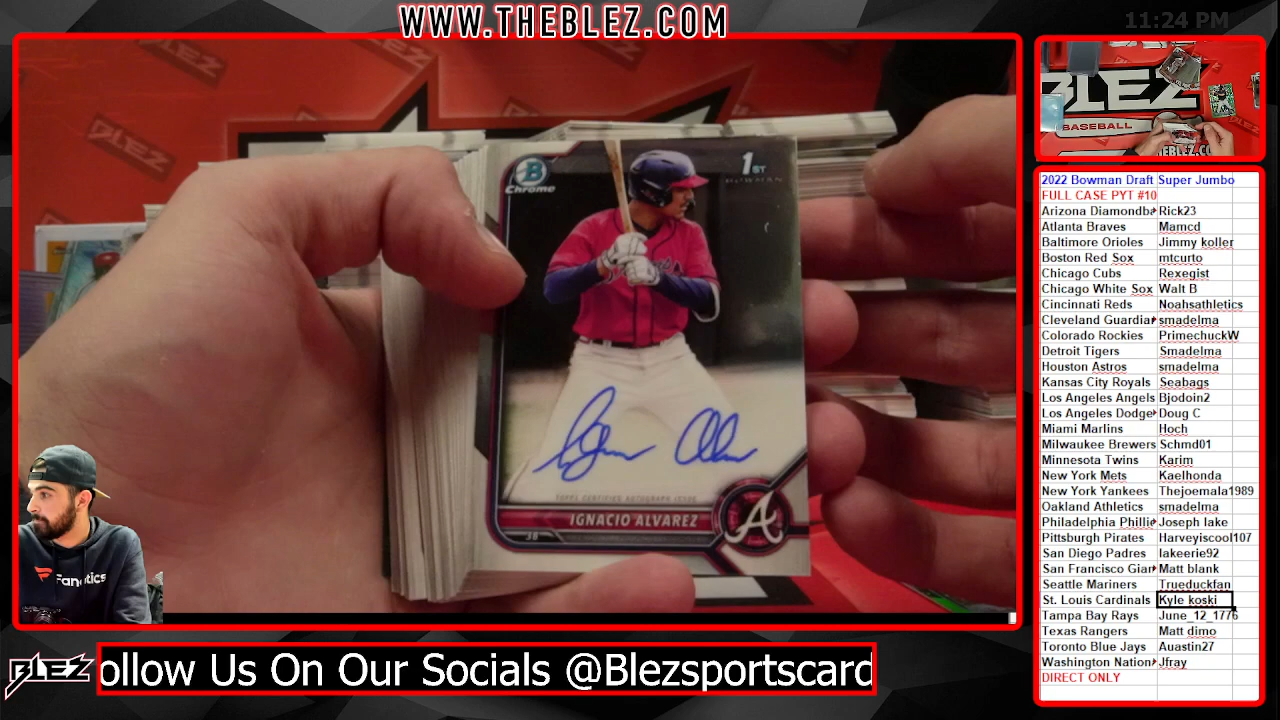 WWW.THEBLEZ.COM
11:24 PM
BLEZ
BLEZ
BLEZ
BASEBALL
B
Chrome
1ST
BOWMAN
TOPPS CERTIFIED AUTOGRAPH ISSUE
IGNACIO ALVAREZ
3B
A
Fanatics
2022 Bowman Draft Super Jumbo
FULL CASE PYT #10
Arizona Diamondba Rick23
Atlanta Braves Mamcd
Baltimore Orioles Jimmy koller
Boston Red Sox mtcurto
Chicago Cubs Rexegist
Chicago White Sox Walt B
Cincinnati Reds Noahsathletics
Cleveland Guardian smadelma
Colorado Rockies PrimechuckW
Detroit Tigers Smadelma
Houston Astros smadelma
Kansas City Royals Seabags
Los Angeles Angels Bjodoin2
Los Angeles Dodge Doug C
Miami Marlins Hoch
Milwaukee Brewers Schmd01
Minnesota Twins Karim
New York Mets Kaelhonda
New York Yankees Thejoemala1989
Oakland Athletics smadelma
Philadelphia Phillie Joseph lake
Pittsburgh Pirates Harveyiscool107
San Diego Padres lakeerie92
San Francisco Gian Matt blank
Seattle Mariners Trueduckfan
St. Louis Cardinals Kyle koski
Tampa Bay Rays June_12_1776
Texas Rangers Matt dimo
Toronto Blue Jays Auastin27
Washington Nation Jfray
DIRECT ONLY
BLEZ
ollow Us On Our Socials @Blezsportscard